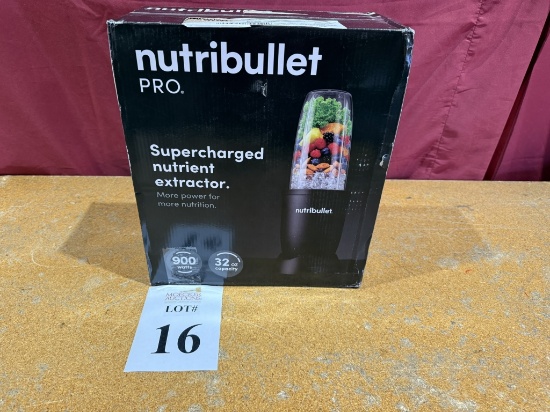 nutribullet
PRO®
Supercharged
nutrient
extractor.
More power for
more nutrition.
nutribullet
900
watts
32 oz
capacity
LOT#
16